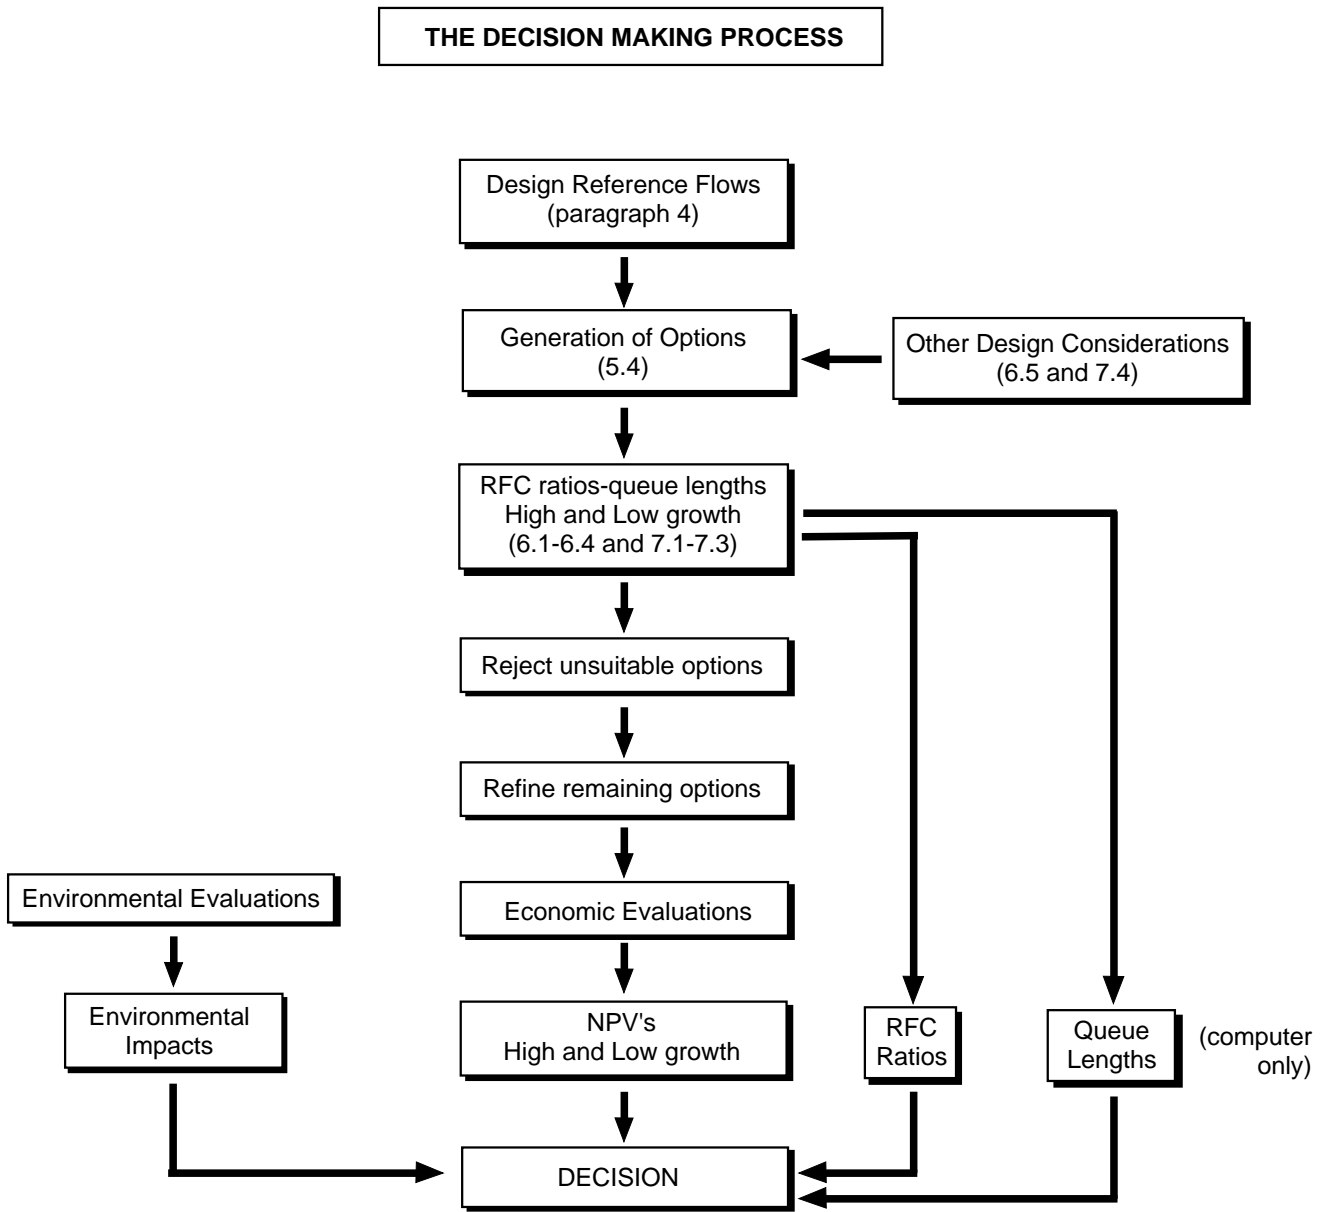 THE DECISION MAKING PROCESS
Design Reference Flows
(paragraph 4)
Generation of Options
(5.4)
Other Design Considerations
(6.5 and 7.4)
RFC ratios-queue lengths
High and Low growth
(6.1-6.4 and 7.1-7.3)
Reject unsuitable options
Refine remaining options
Environmental Evaluations
Economic Evaluations
Environmental
Impacts
NPV's
High and Low growth
RFC
Ratios
Queue
Lengths
(computer
only)
DECISION